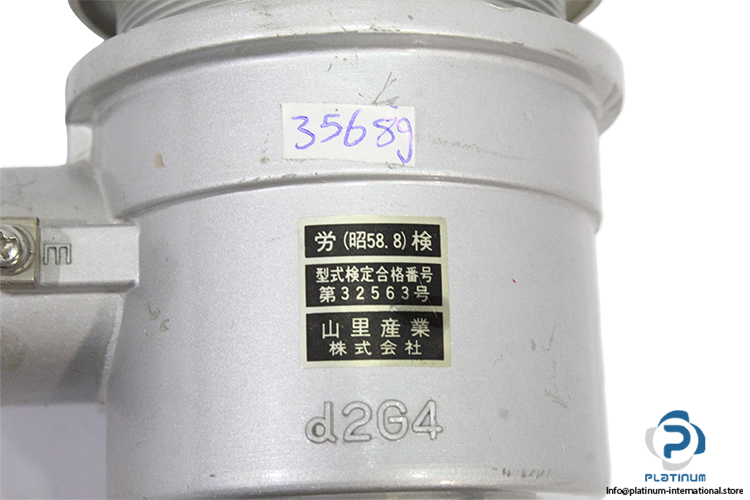 35689
労(昭58.8)検
型式検定合格番号
第32563号
山里産業
株式会社
E
d2G4
PLATINUM
Info@platinum-international.store